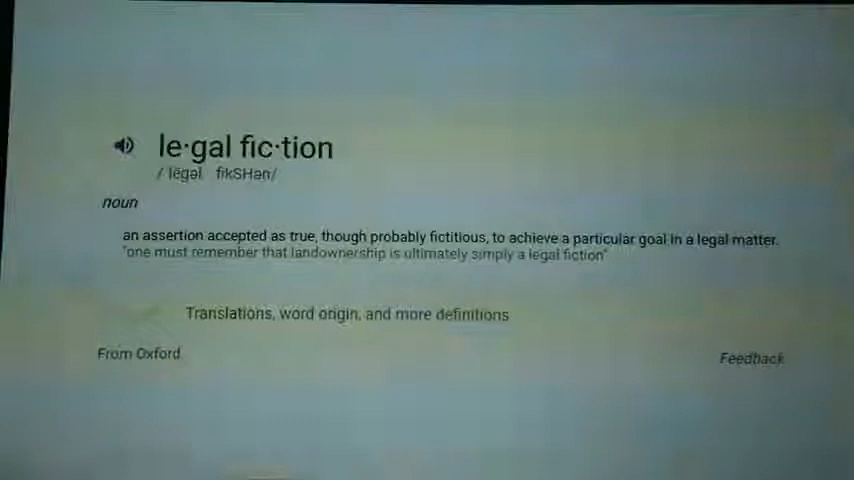 le·gal fic·tion
/ˈlēɡəl ˈfikSHən/
noun
an assertion accepted as true, though probably fictitious, to achieve a particular goal in a legal matter.
"one must remember that landownership is ultimately simply a legal fiction"
Translations, word origin, and more definitions
From Oxford
Feedback